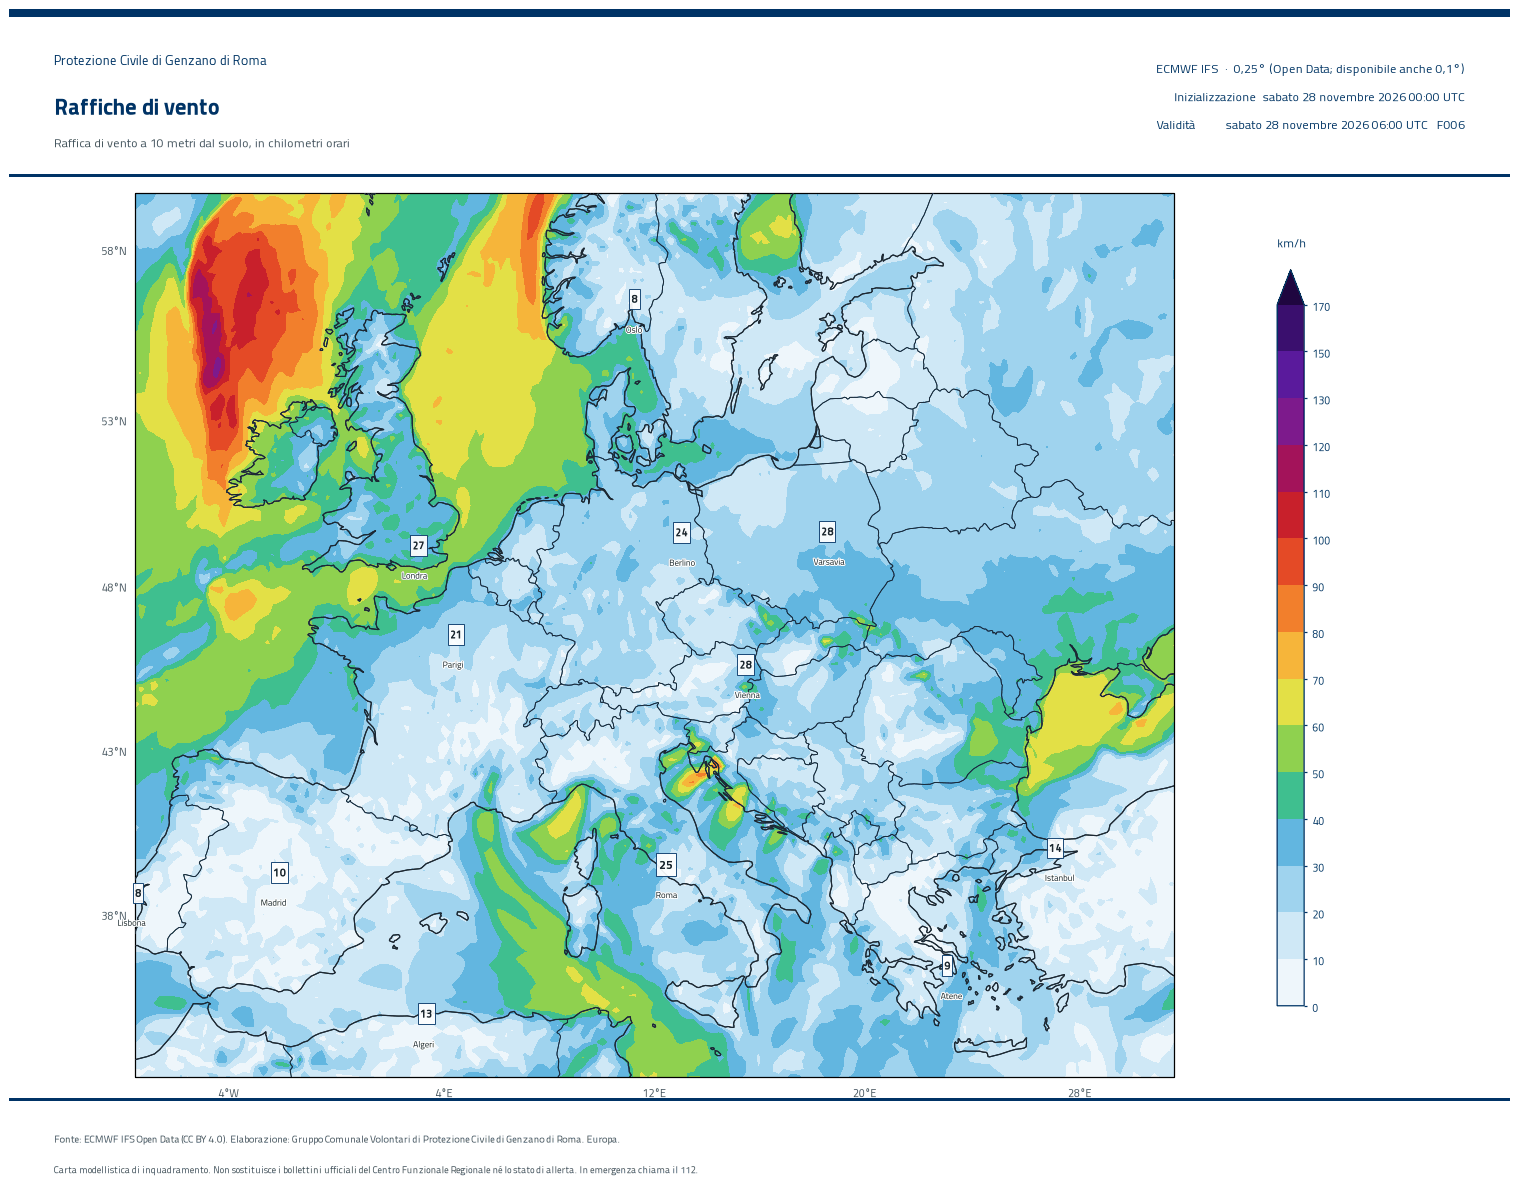 Protezione Civile di Genzano di Roma
Raffiche di vento
Raffica di vento a 10 metri dal suolo, in chilometri orari
ECMWF IFS · 0,25° (Open Data; disponibile anche 0,1°)
Inizializzazione sabato 28 novembre 2026 00:00 UTC
Validità sabato 28 novembre 2026 06:00 UTC F006
58°N
53°N
48°N
43°N
38°N
4°W
4°E
12°E
20°E
28°E
8
Oslo
27
Londra
24
Berlino
28
Varsavia
21
Parigi
28
Vienna
10
Madrid
8
Lisbona
25
Roma
14
Istanbul
9
Atene
13
Algeri
km/h
170
150
130
120
110
100
90
80
70
60
50
40
30
20
10
0
Fonte: ECMWF IFS Open Data (CC BY 4.0). Elaborazione: Gruppo Comunale Volontari di Protezione Civile di Genzano di Roma. Europa.
Carta modellistica di inquadramento. Non sostituisce i bollettini ufficiali del Centro Funzionale Regionale né lo stato di allerta. In emergenza chiama il 112.